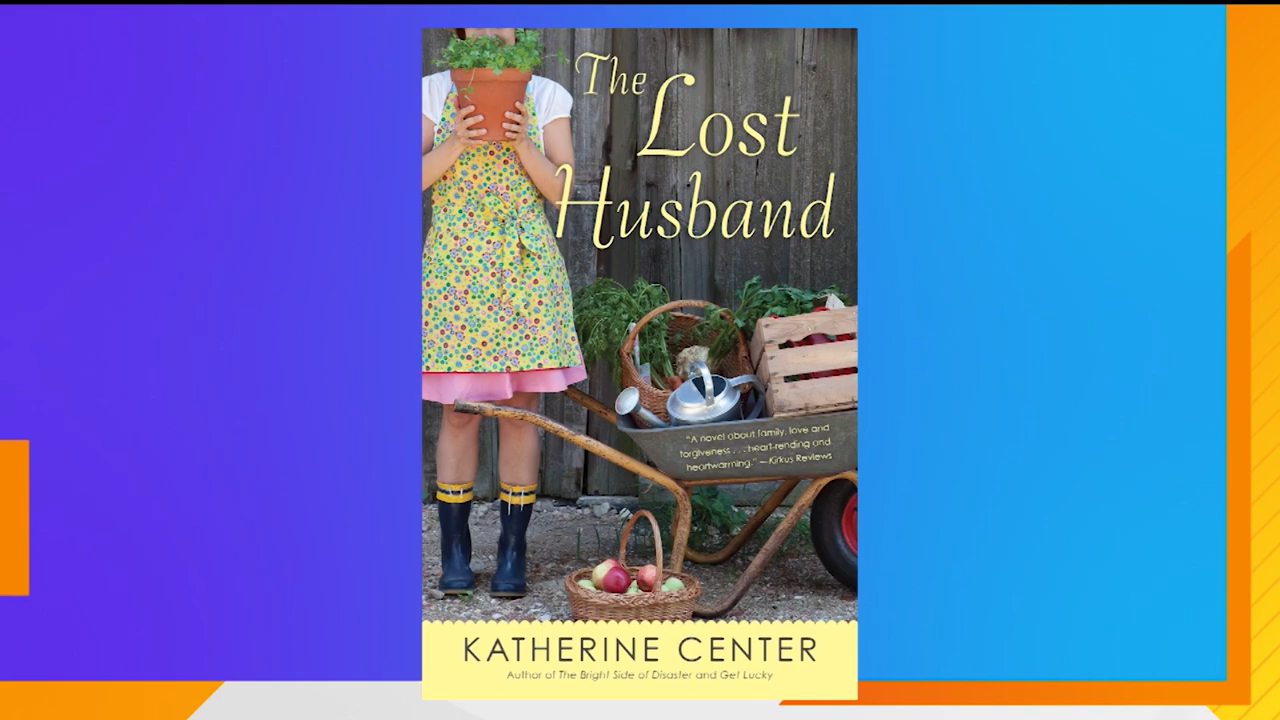 The
Lost
Husband
"A novel about family, love and
forgiveness . . . heart-rending and
heartwarming." —Kirkus Reviews
KATHERINE CENTER
Author of The Bright Side of Disaster and Get Lucky